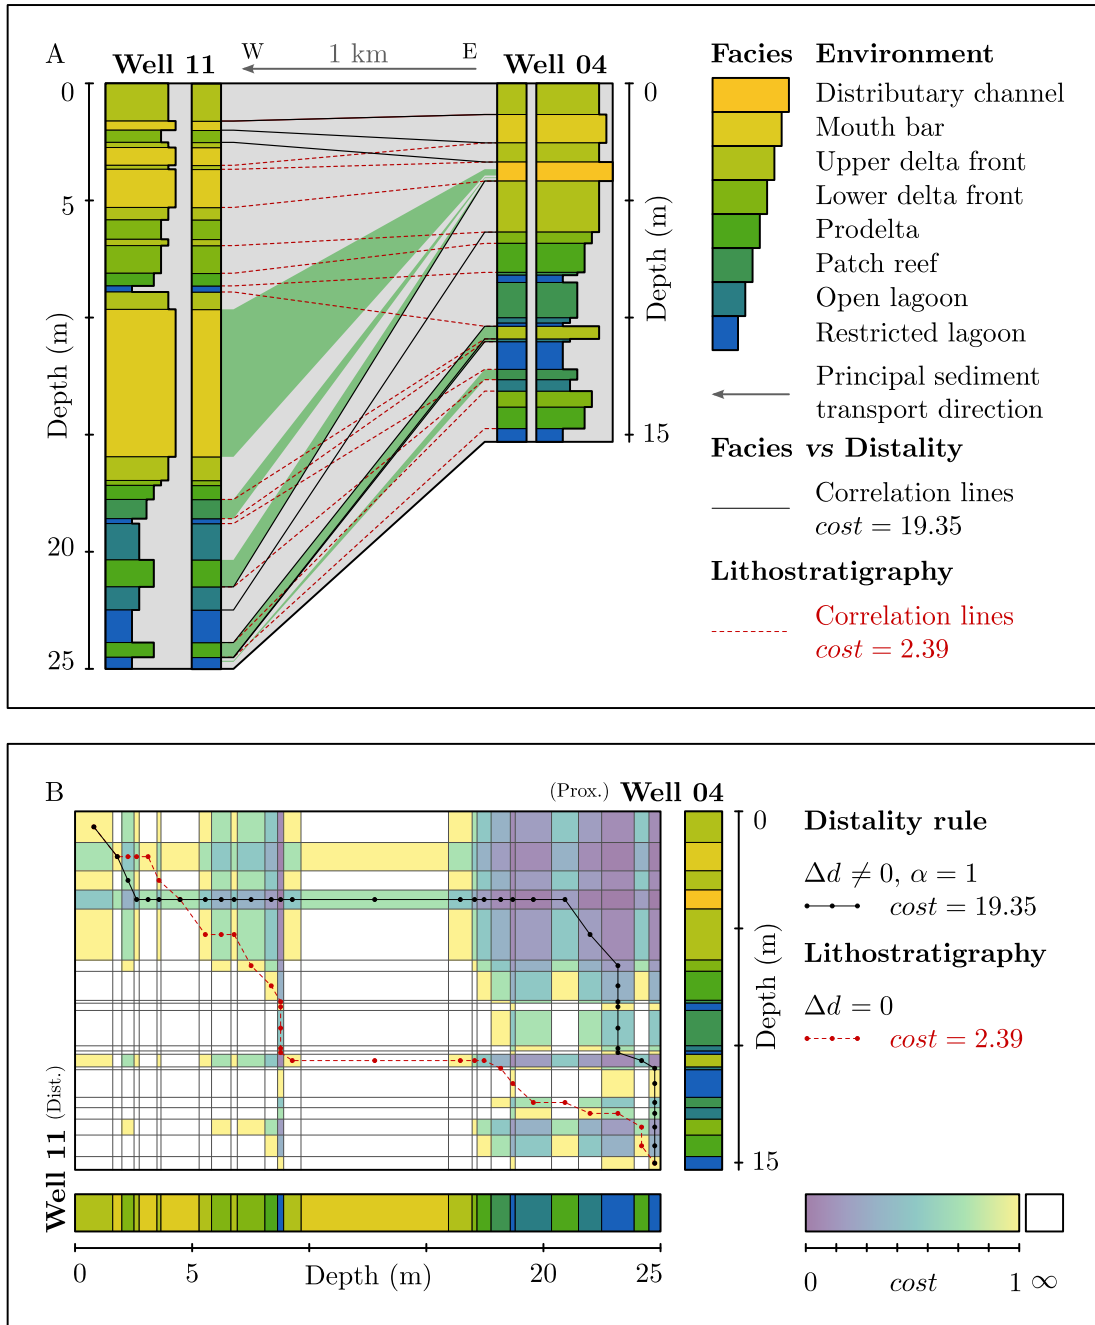 A
Well 11
W
1 km
E
Well 04
0
5
20
25
Depth (m)
0
15
Depth (m)
Facies Environment
Distributary channel
Mouth bar
Upper delta front
Lower delta front
Prodelta
Patch reef
Open lagoon
Restricted lagoon
Principal sediment
transport direction
Facies vs Distality
Correlation lines
cost = 19.35
Lithostratigraphy
Correlation lines
cost = 2.39
B
(Prox.) Well 04
0
15
Depth (m)
Well 11 (Dist.)
0
5
Depth (m)
20
25
Distality rule
Δd ≠ 0, α = 1
cost = 19.35
Lithostratigraphy
Δd = 0
cost = 2.39
0
cost
1
∞